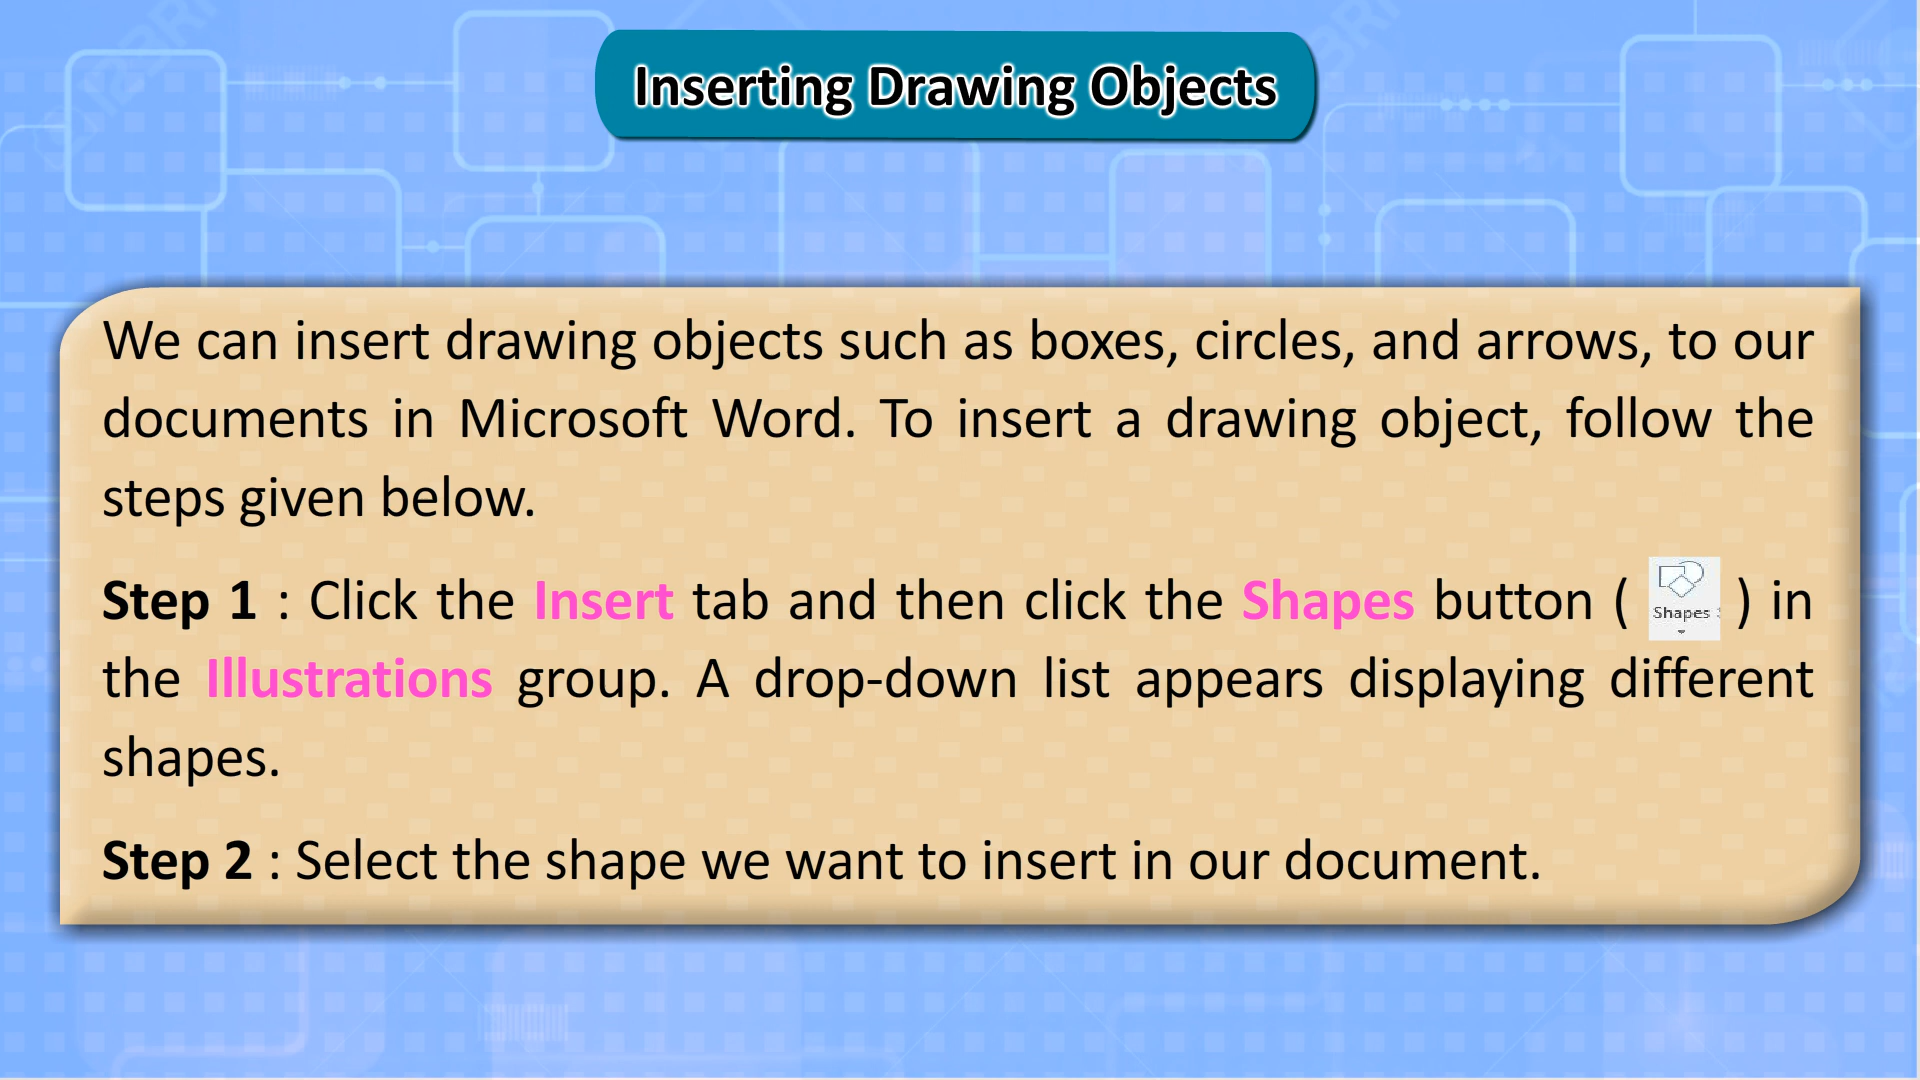 Inserting Drawing Objects
We can insert drawing objects such as boxes, circles, and arrows, to our
documents in Microsoft Word. To insert a drawing object, follow the
steps given below.
Step 1 : Click the Insert tab and then click the Shapes button ( Shapes ) in
the Illustrations group. A drop-down list appears displaying different
shapes.
Step 2 : Select the shape we want to insert in our document.